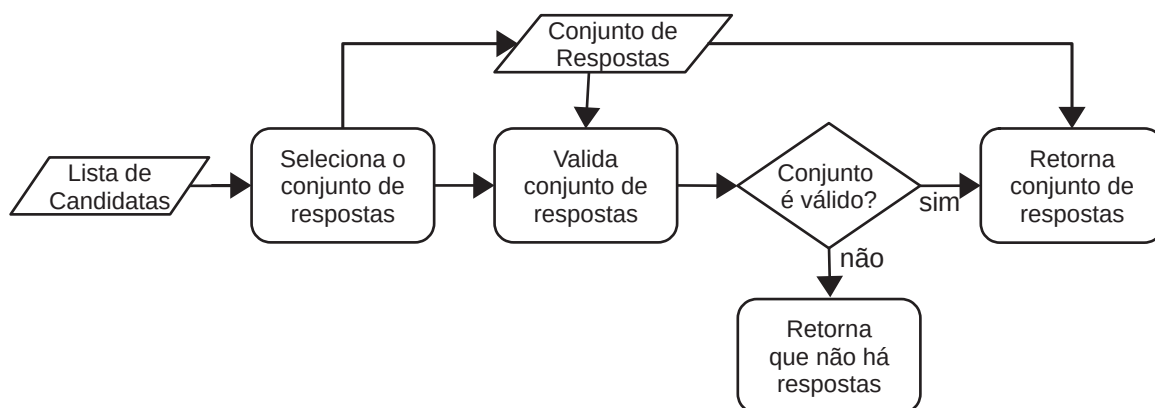 Conjunto de
Respostas
Lista de
Candidatas
Seleciona o
conjunto de
respostas
Valida
conjunto de
respostas
Conjunto
é válido?
sim
não
Retorna
conjunto de
respostas
Retorna
que não há
respostas